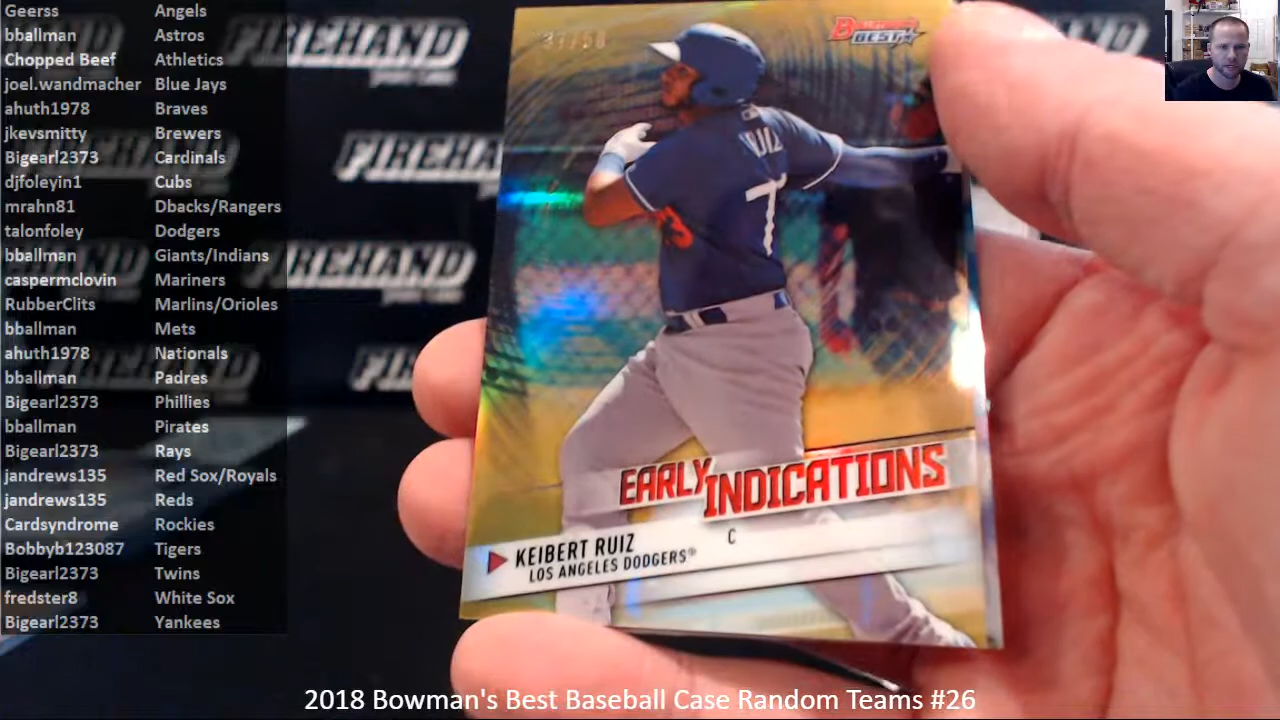 Geerss Angels
bballman Astros
Chopped Beef Athletics
joel.wandmacher Blue Jays
ahuth1978 Braves
jkevsmitty Brewers
Bigearl2373 Cardinals
djfoleyin1 Cubs
mrahn81 Dbacks/Rangers
talonfoley Dodgers
bballman Giants/Indians
caspermclovin Mariners
RubberClits Marlins/Orioles
bballman Mets
ahuth1978 Nationals
bballman Padres
Bigearl2373 Phillies
bballman Pirates
Bigearl2373 Rays
jandrews135 Red Sox/Royals
jandrews135 Reds
Cardsyndrome Rockies
Bobbyb123087 Tigers
Bigearl2373 Twins
fredster8 White Sox
Bigearl2373 Yankees
FIREHAND
FIREHA
FIREHAND
FIREHAND
FIRE
BOWMAN'S
BEST
RUIZ
7
EARLY INDICATIONS
KEIBERT RUIZ C
LOS ANGELES DODGERS®
2018 Bowman's Best Baseball Case Random Teams #26